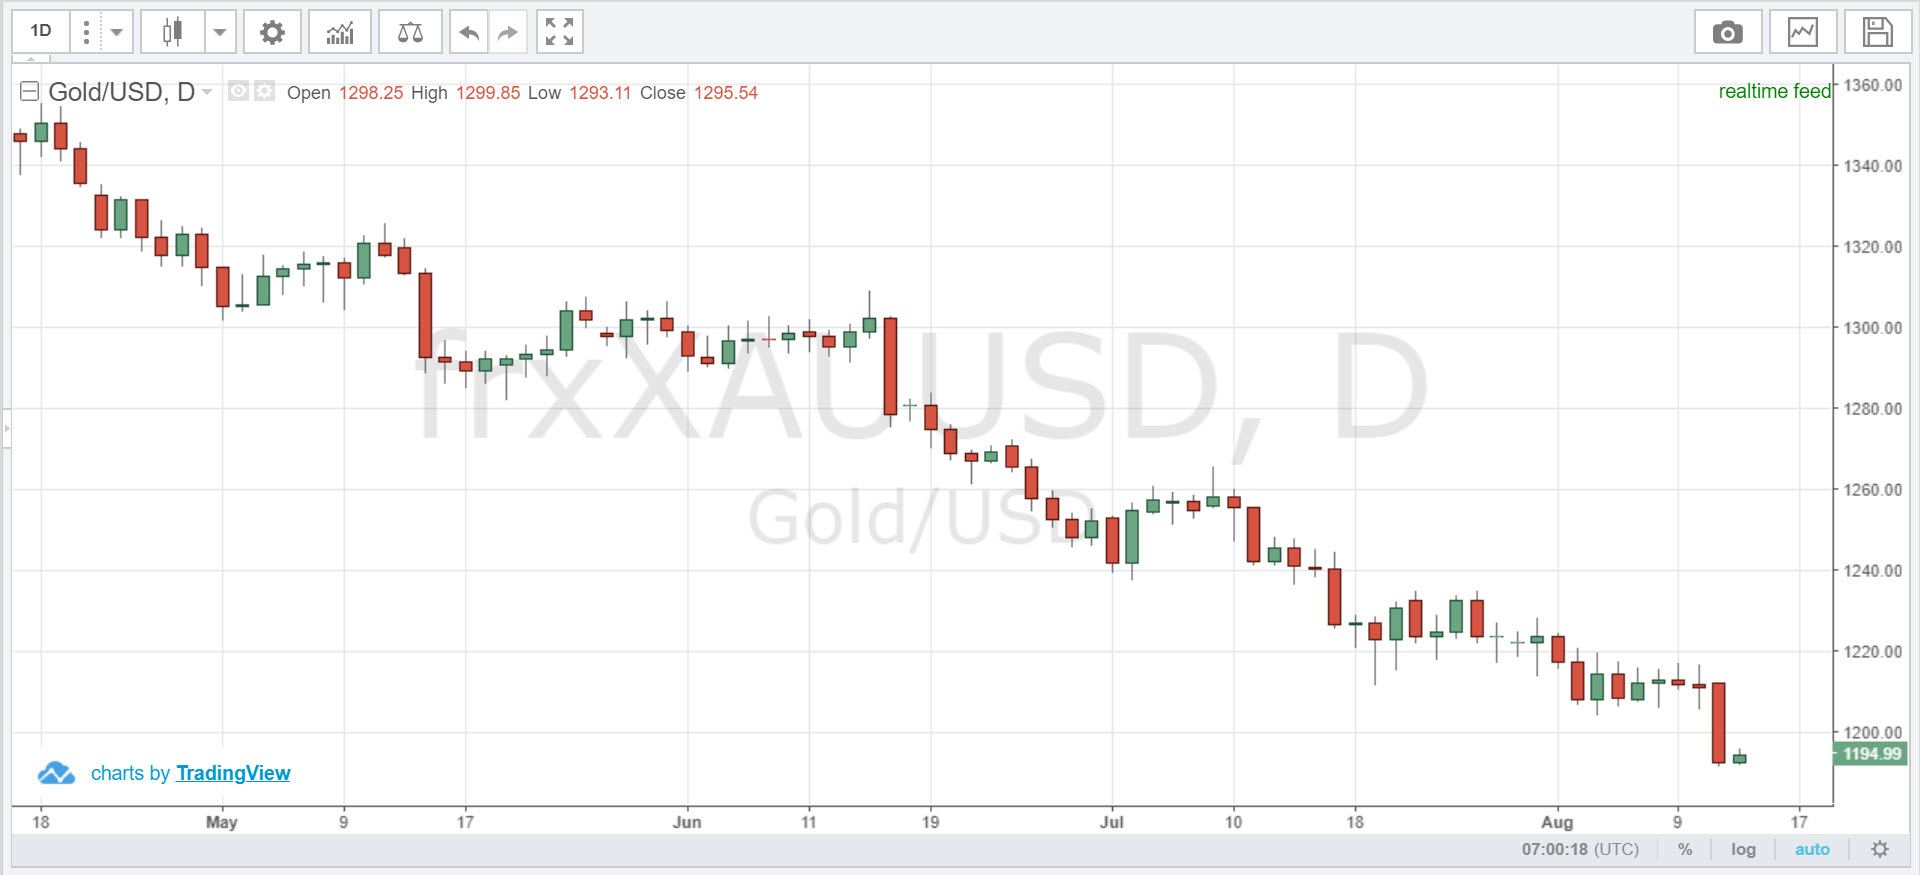 1D
Gold/USD, D Open 1298.25 High 1299.85 Low 1293.11 Close 1295.54
realtime feed
1360.00
1340.00
1320.00
1300.00
frxXAUUSD, D
1280.00
1260.00
Gold/USD
1240.00
1220.00
1200.00
1194.99
charts by TradingView
18 May 9 17 Jun 11 19 Jul 10 18 Aug 9 17
07:00:18 (UTC) % log auto